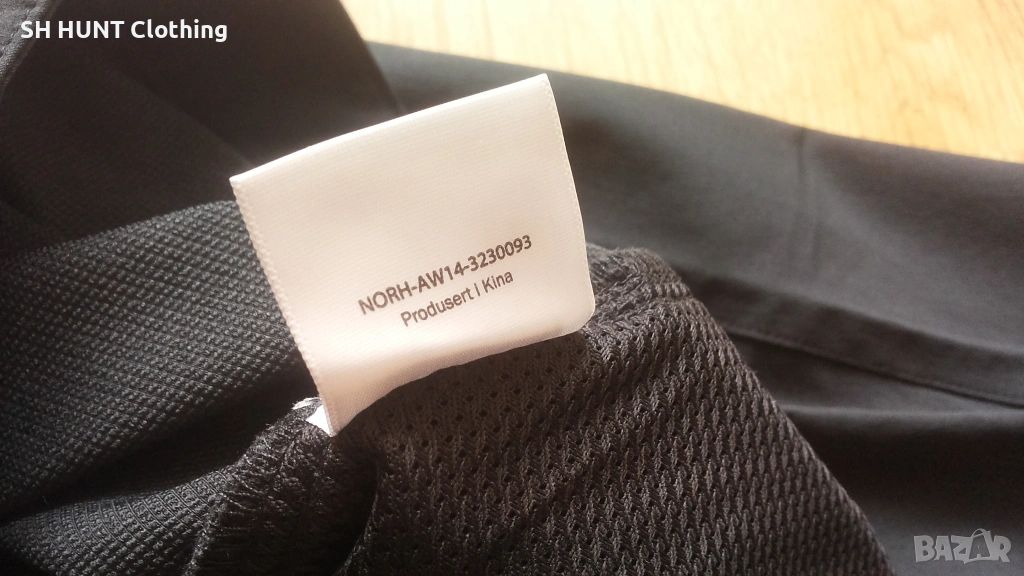 SH HUNT Clothing
NORH-AW14-3230093
Produsert | Kina
BAZAR